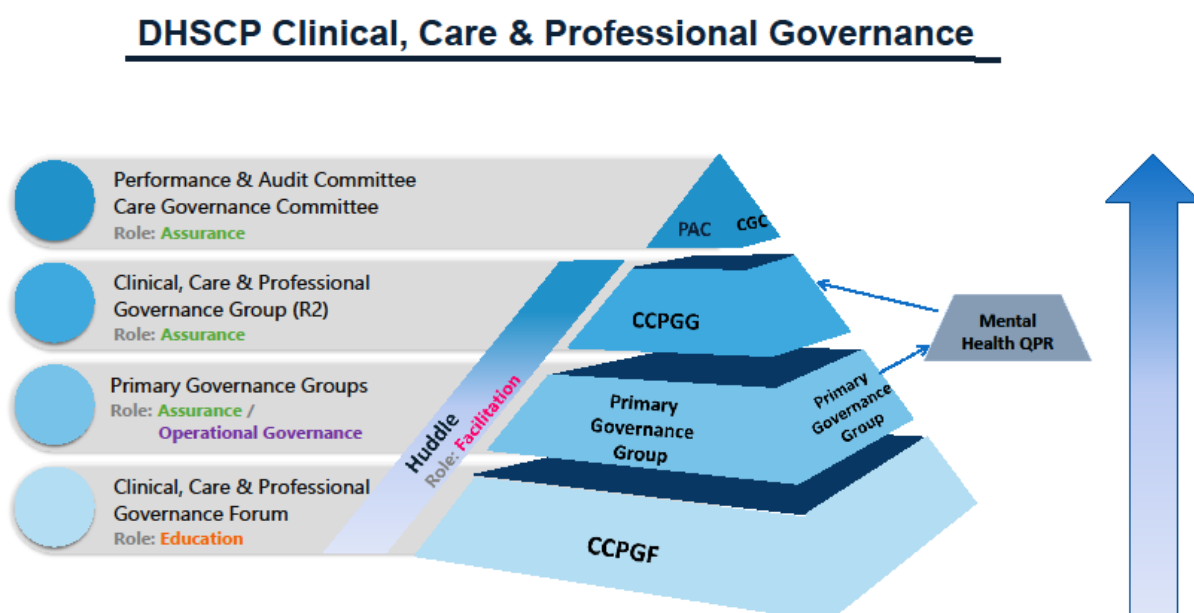 DHSCP Clinical, Care & Professional Governance
Performance & Audit Committee
Care Governance Committee
Role: Assurance
Clinical, Care & Professional
Governance Group (R2)
Role: Assurance
Primary Governance Groups
Role: Assurance /
Operational Governance
Clinical, Care & Professional
Governance Forum
Role: Education
Huddle
Role: Facilitation
PAC
CGC
CCPGG
Primary
Governance
Group
Primary
Governance
Group
CCPGF
Mental
Health QPR